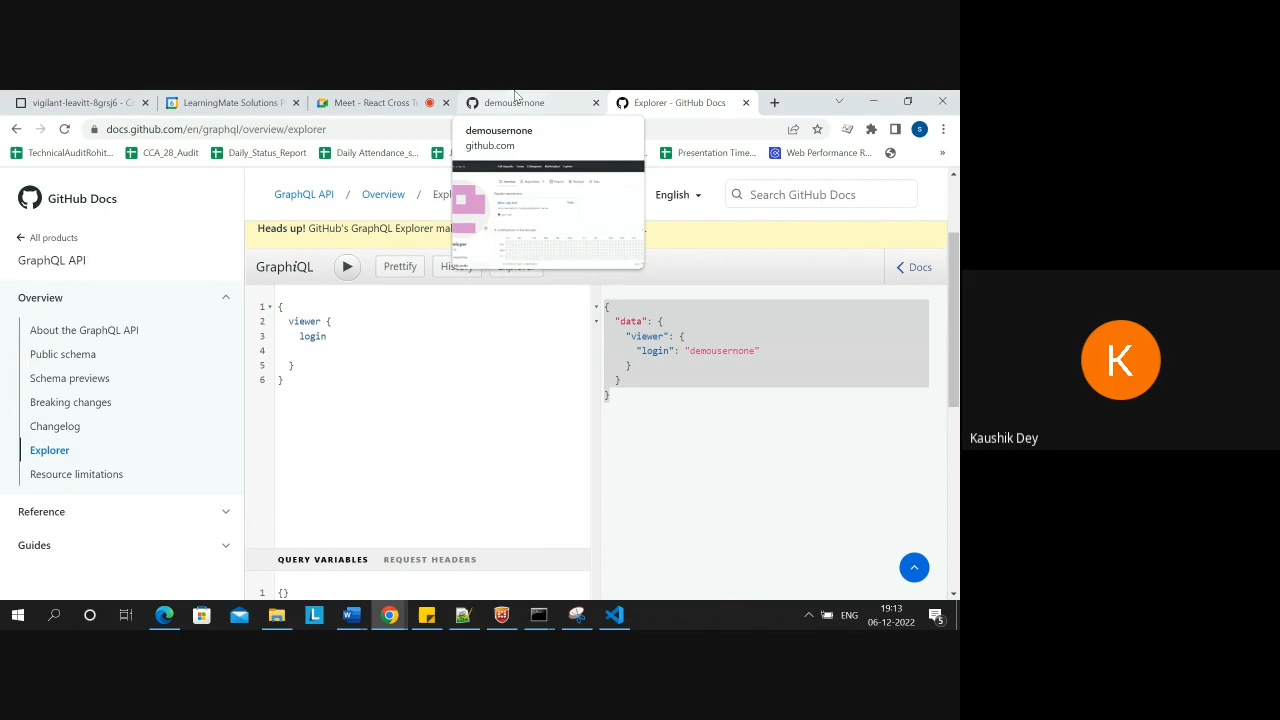 vigilant-leavitt-8grsj6 - C
LearningMate Solutions P
Meet - React Cross T
demousernone
Explorer - GitHub Docs
docs.github.com/en/graphql/overview/explorer
S
TechnicalAuditRohit...
CCA_28_Audit
Daily_Status_Report
Daily Attendance_s...
Presentation Time...
Web Performance R...
»
demousernone
github.com
GitHub Docs
GraphQL API / Overview / Exp
English
Search GitHub Docs
All products
GraphQL API
Heads up! GitHub's GraphQL Explorer ma
GraphiQL
Prettify
Docs
Overview
About the GraphQL API
Public schema
Schema previews
Breaking changes
Changelog
Explorer
Resource limitations
Reference
Guides
1 {
2 viewer {
3 login
4
5 }
6 }
{
"data": {
"viewer": {
"login": "demousernone"
}
}
}
QUERY VARIABLES REQUEST HEADERS
1 {}
K
Kaushik Dey
ENG
19:13
06-12-2022
5